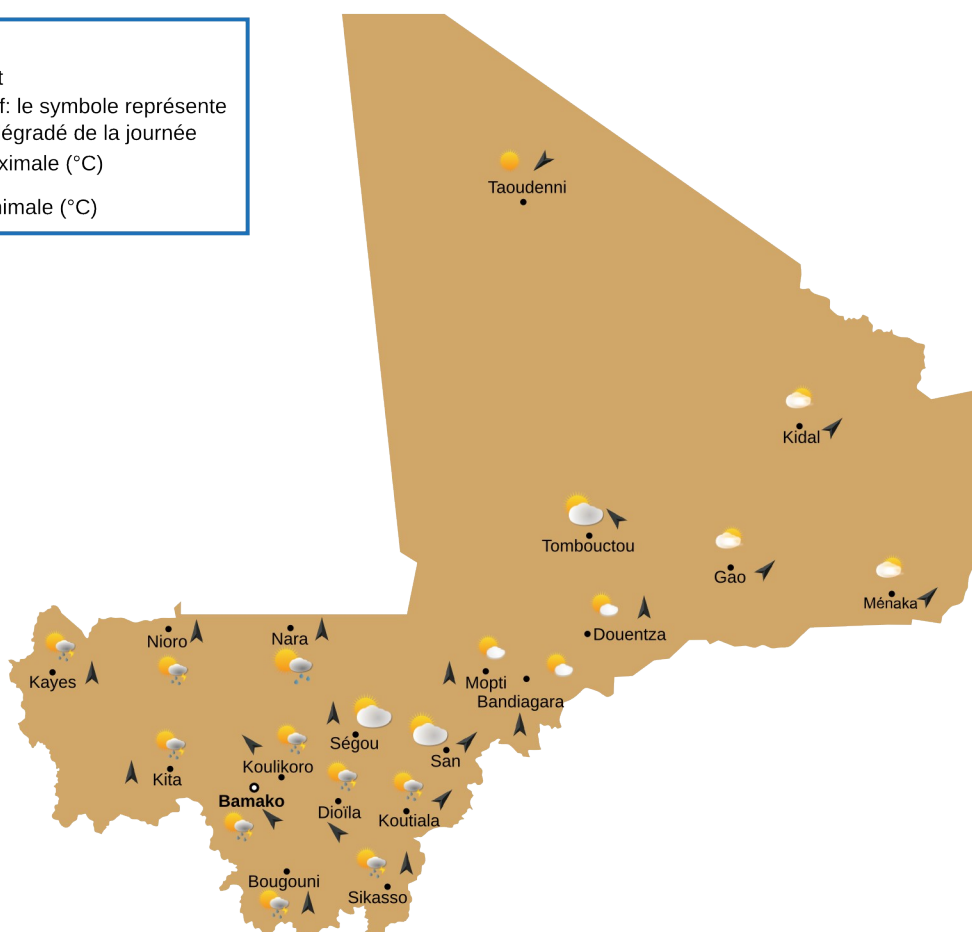 t
f: le symbole représente
égradé de la journée
ximale (°C)
nimale (°C)
Taoudenni
Kidal
Tombouctou
Gao
Ménaka
Douentza
Nioro
Nara
Kayes
Mopti
Bandiagara
Ségou
San
Koulikoro
Kita
Bamako
Dioïla
Koutiala
Bougouni
Sikasso